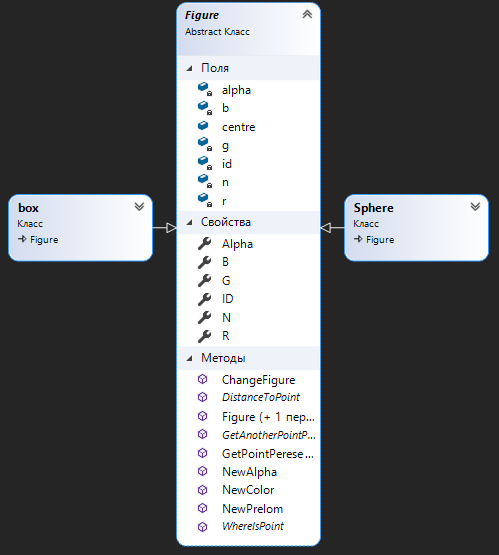 Figure
Abstract Класс
Поля
alpha
b
centre
g
id
n
r
Свойства
Alpha
B
G
ID
N
R
Методы
ChangeFigure
DistanceToPoint
Figure (+ 1 пер...
GetAnotherPointP...
GetPointPerese...
NewAlpha
NewColor
NewPrelom
WhereIsPoint
box
Класс
Figure
Sphere
Класс
Figure